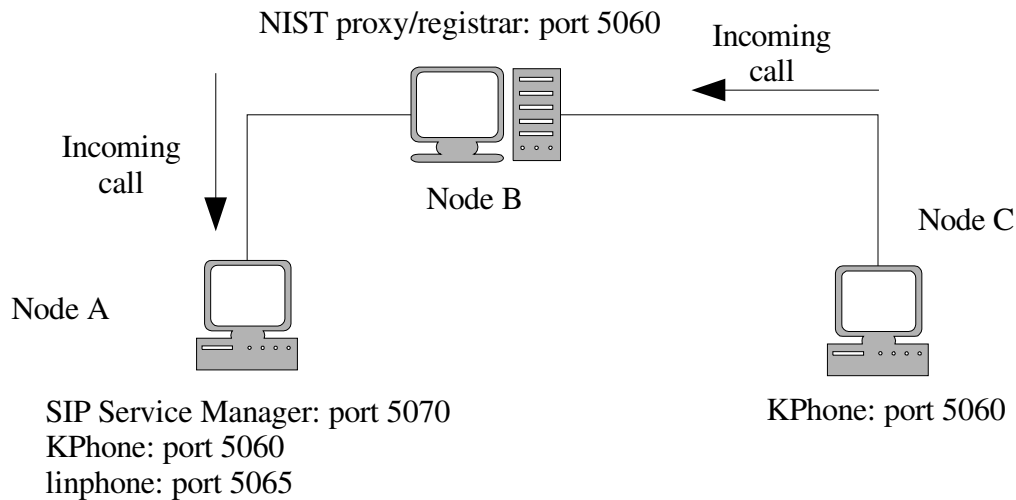 NIST proxy/registrar: port 5060
Incoming
call
Incoming
call
Node B
Node C
Node A
SIP Service Manager: port 5070
KPhone: port 5060
linphone: port 5065
KPhone: port 5060